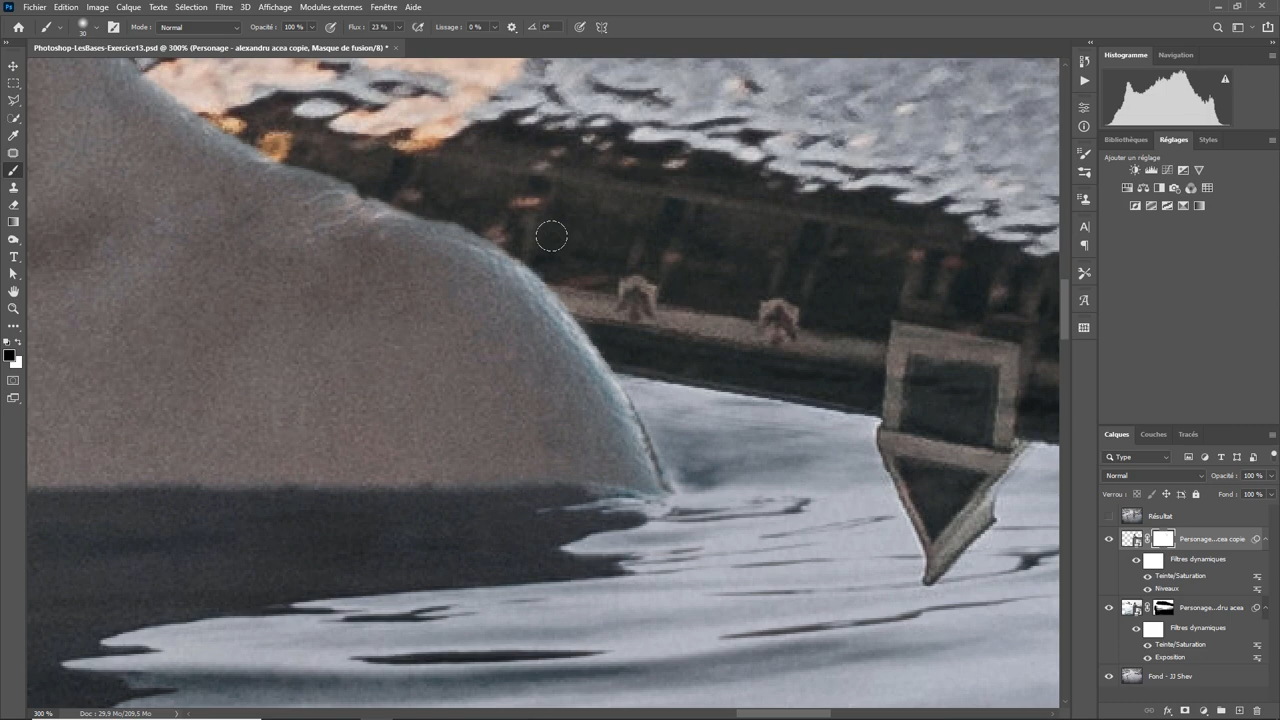 Ps Fichier Edition Image Calque Texte Sélection Filtre 3D Affichage Modules externes Fenêtre Aide
30 Mode : Normal Opacité : 100 % Flux : 23 % Lissage : 0 % 0°
Photoshop-LesBases-Exercice13.psd @ 300% (Personage - alexandru acea copie, Masque de fusion/8) *
Histogramme Navigation
Bibliothèques Réglages Styles
Ajouter un réglage
Calques Couches Tracés
Type
Normal Opacité : 100 %
Verrou : Fond : 100 %
Résultat
Personage...cea copie
Filtres dynamiques
Teinte/Saturation
Niveaux
Personage...dru acea
Filtres dynamiques
Teinte/Saturation
Exposition
Fond - JJ Shev
300 % Doc : 29,9 Mo/209,5 Mo